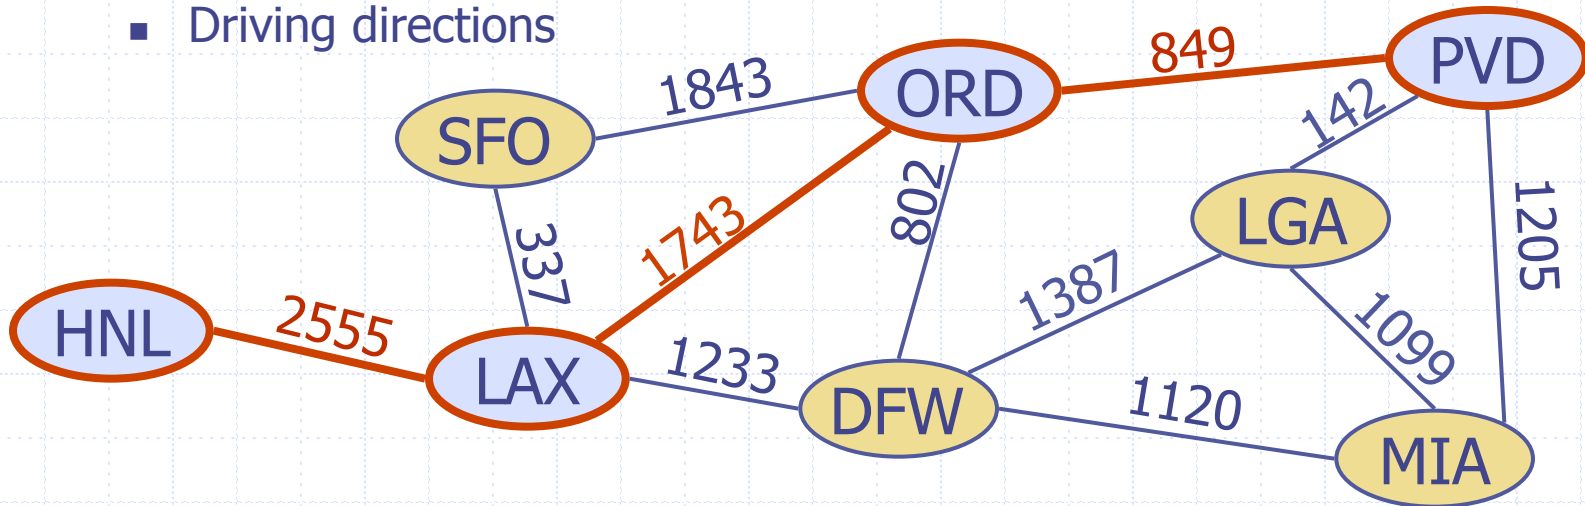 ▪ Driving directions
849
PVD
1843
ORD
142
SFO
802
LGA
1205
1743
337
1387
HNL
2555
1099
LAX
1233
DFW
1120
MIA